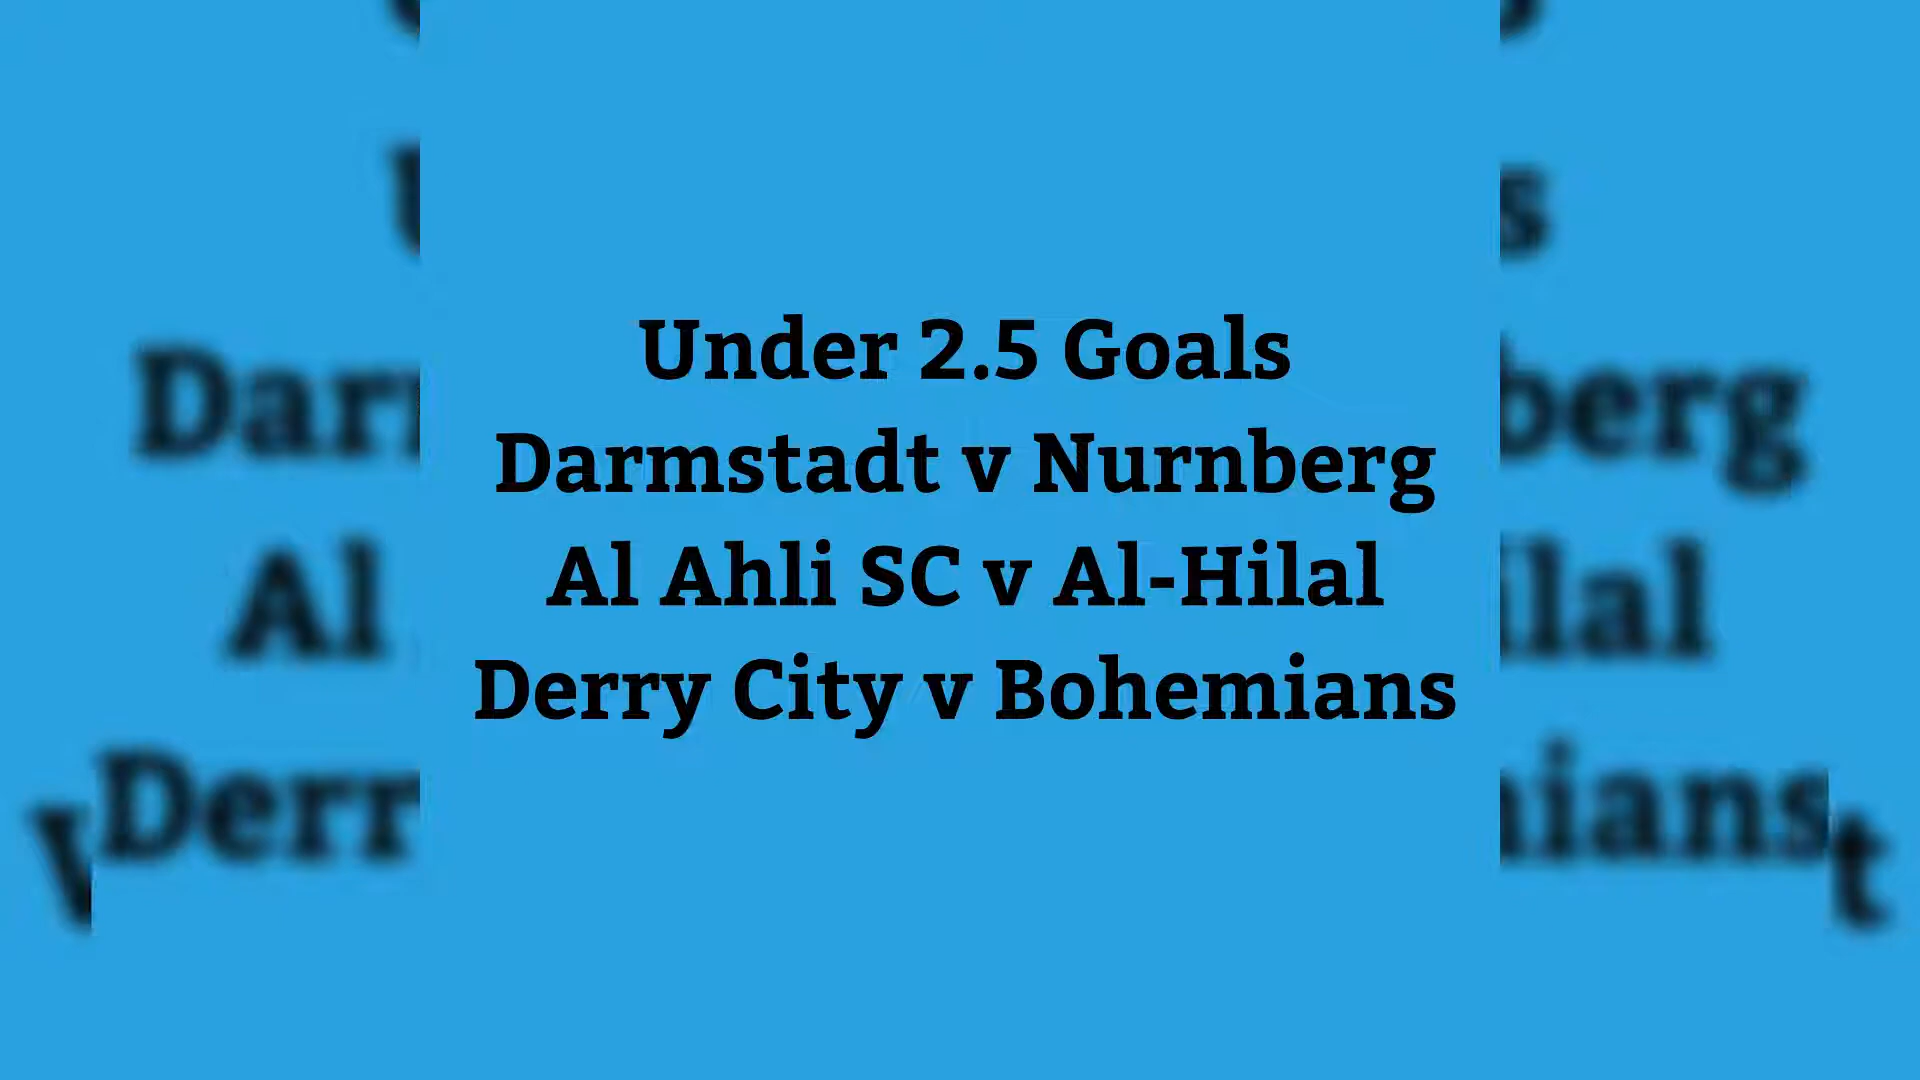 Under 2.5 Goals
Darmstadt v Nurnberg
Al Ahli SC v Al-Hilal
Derry City v Bohemians